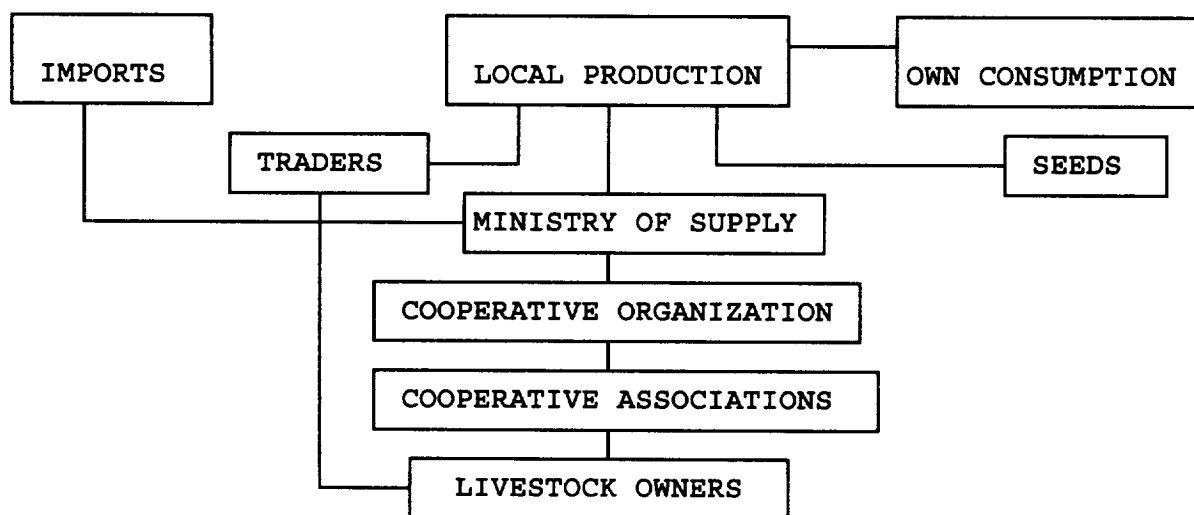 IMPORTS
LOCAL PRODUCTION
OWN CONSUMPTION
TRADERS
SEEDS
MINISTRY OF SUPPLY
COOPERATIVE ORGANIZATION
COOPERATIVE ASSOCIATIONS
LIVESTOCK OWNERS